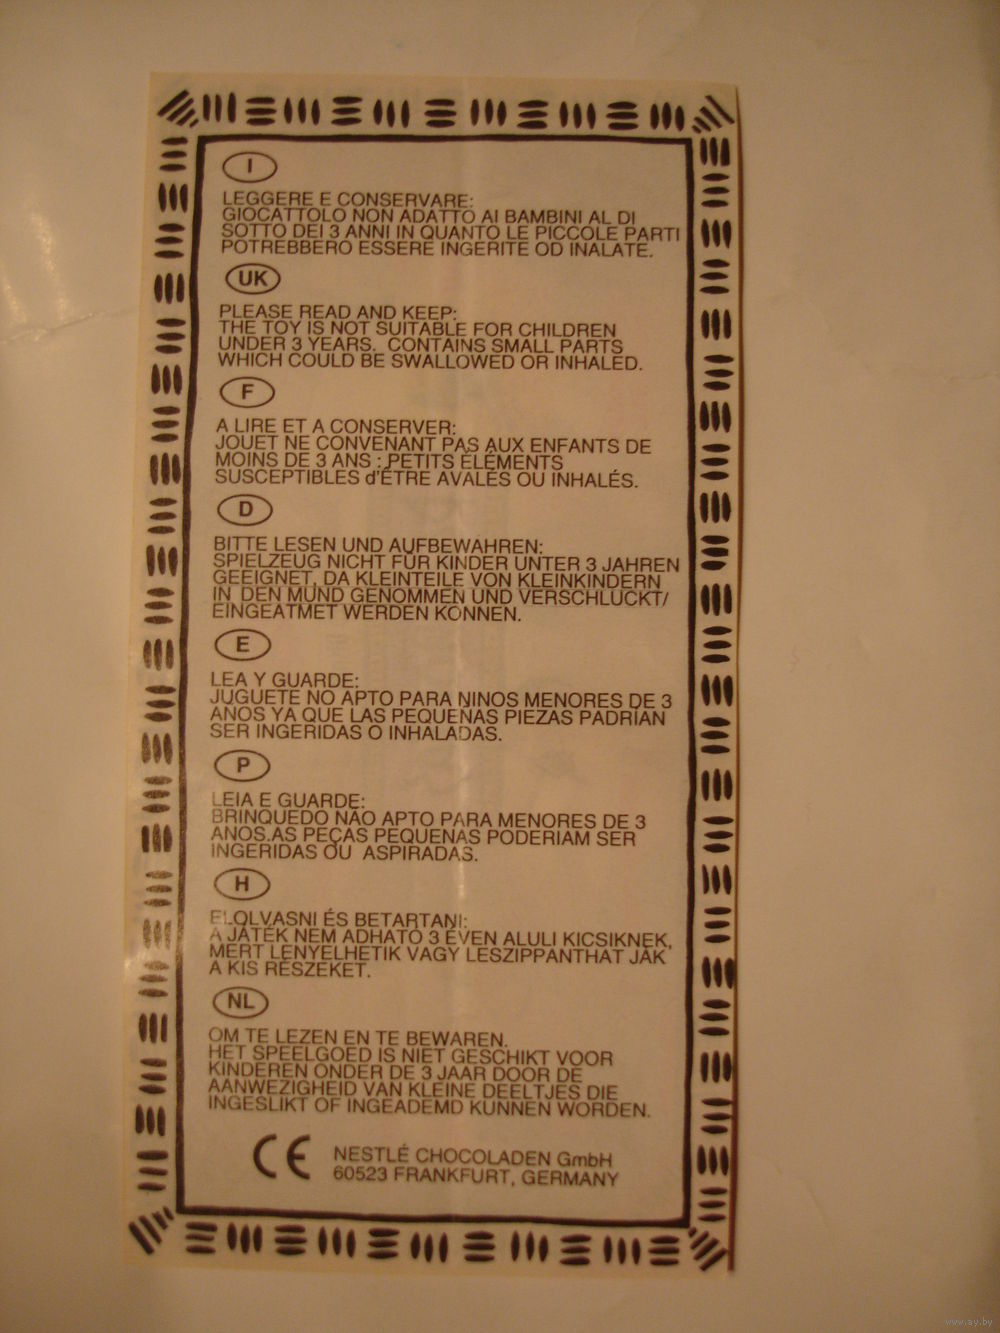 I
LEGGERE E CONSERVARE:
GIOCATTOLO NON ADATTO AI BAMBINI AL DI
SOTTO DEI 3 ANNI IN QUANTO LE PICCOLE PARTI
POTREBBERO ESSERE INGERITE OD INALATE.
UK
PLEASE READ AND KEEP:
THE TOY IS NOT SUITABLE FOR CHILDREN
UNDER 3 YEARS. CONTAINS SMALL PARTS
WHICH COULD BE SWALLOWED OR INHALED.
F
A LIRE ET A CONSERVER:
JOUET NE CONVENANT PAS AUX ENFANTS DE
MOINS DE 3 ANS : PETITS ÉLÉMENTS
SUSCEPTIBLES d'ÊTRE AVALÉS OU INHALÉS.
D
BITTE LESEN UND AUFBEWAHREN:
SPIELZEUG NICHT FÜR KINDER UNTER 3 JAHREN
GEEIGNET, DA KLEINTEILE VON KLEINKINDERN
IN DEN MUND GENOMMEN UND VERSCHLUCKT/
EINGEATMET WERDEN KÖNNEN.
E
LEA Y GUARDE:
JUGUETE NO APTO PARA NINOS MENORES DE 3
ANOS YA QUE LAS PEQUEÑAS PIEZAS PADRÍAN
SER INGERIDAS O INHALADAS.
P
LEIA E GUARDE:
BRINQUEDO NÃO APTO PARA MENORES DE 3
ANOS.AS PEÇAS PEQUENAS PODERIAM SER
INGERIDAS OU ASPIRADAS.
H
ELOLVASNI ÉS BETARTANI:
A JÁTÉK NEM ADHATÓ 3 ÉVEN ALULI KICSIKNEK,
MERT LENYELHETIK VAGY LESZIPPANTHAT JÁK
A KIS RÉSZEKET.
NL
OM TE LEZEN EN TE BEWAREN.
HET SPEELGOED IS NIET GESCHIKT VOOR
KINDEREN ONDER DE 3 JAAR DOOR DE
AANWEZIGHEID VAN KLEINE DEELTJES DIE
INGESLIKT OF INGEADEMD KUNNEN WORDEN.
CE NESTLÉ CHOCOLADEN GmbH
60523 FRANKFURT, GERMANY
www.ay.by